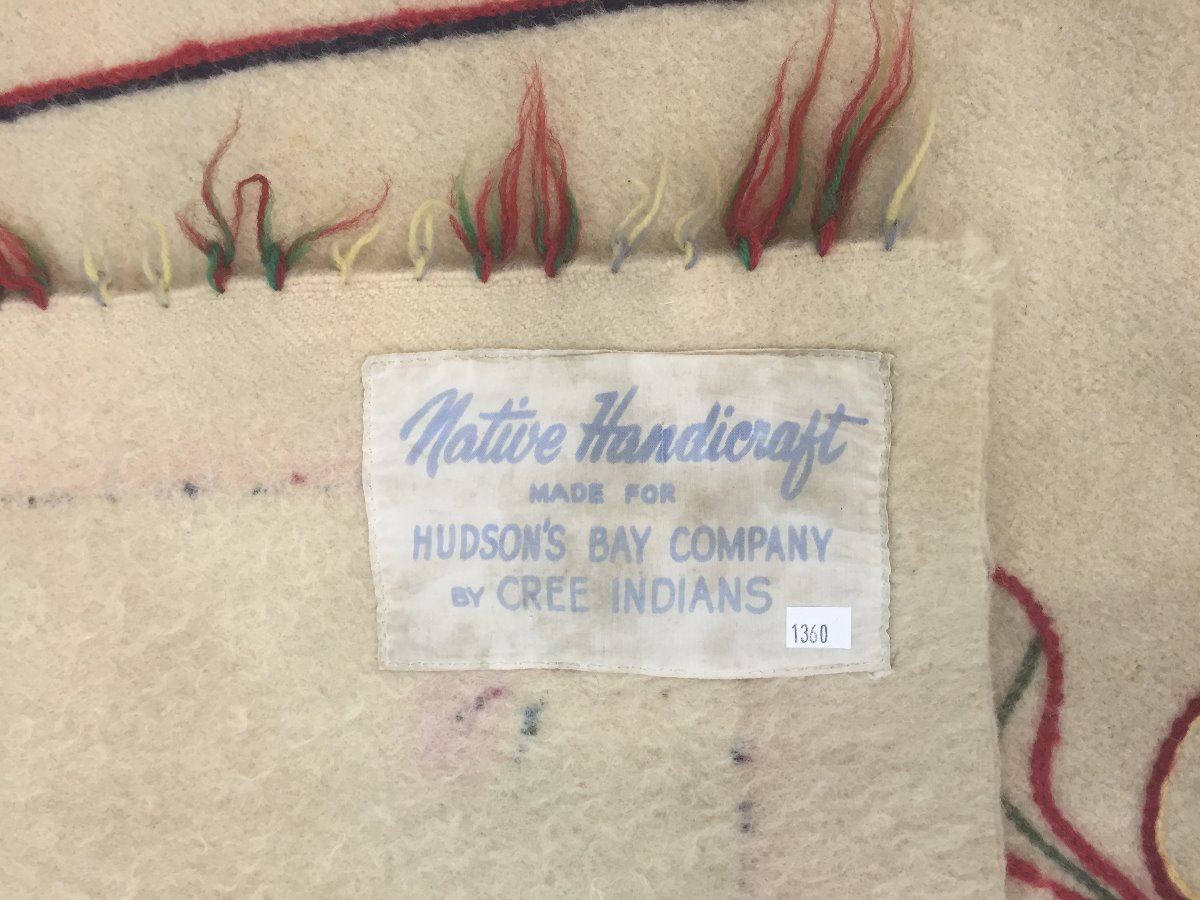 Native Handicraft
MADE FOR
HUDSON'S BAY COMPANY
BY CREE INDIANS
1360